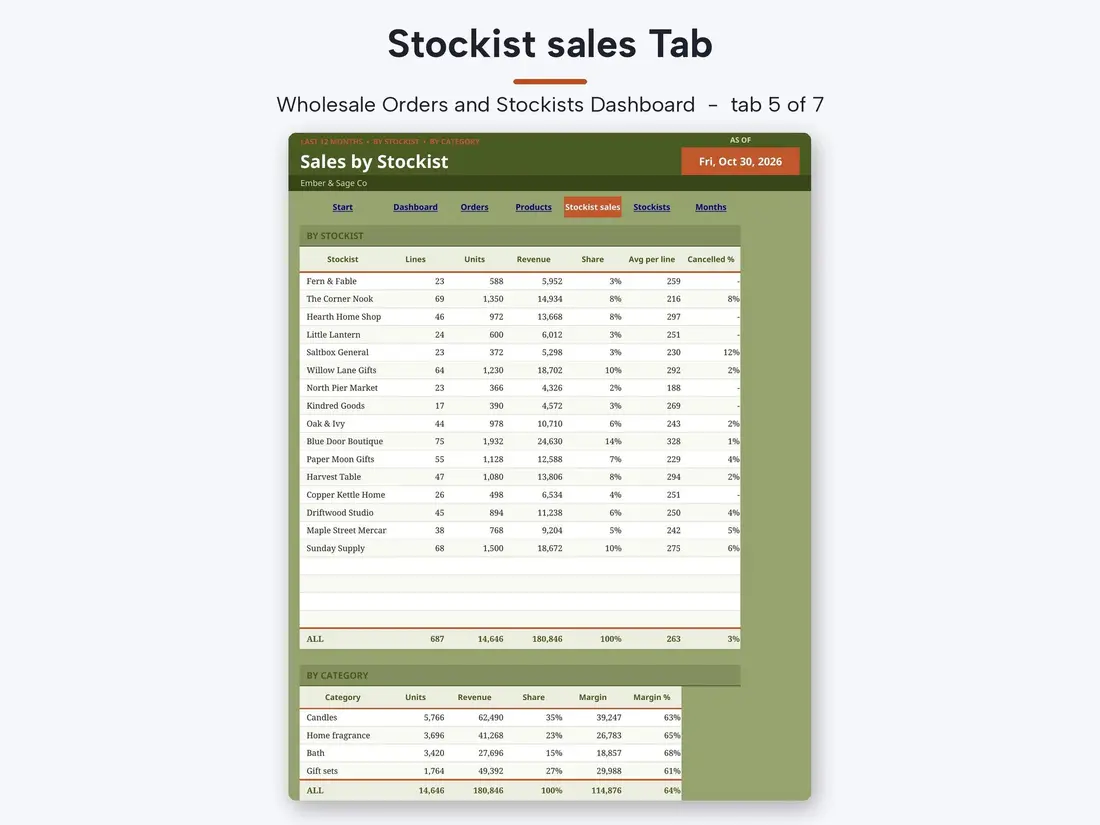 Stockist sales Tab
Wholesale Orders and Stockists Dashboard – tab 5 of 7
LAST 12 MONTHS • BY STOCKIST • BY CATEGORY
AS OF
Sales by Stockist
Fri, Oct 30, 2026
Ember & Sage Co
Start Dashboard Orders Products Stockist sales Stockists Months
BY STOCKIST
Stockist Lines Units Revenue Share Avg per line Cancelled %
Fern & Fable 23 588 5,952 3% 259 -
The Corner Nook 69 1,350 14,934 8% 216 8%
Hearth Home Shop 46 972 13,668 8% 297 -
Little Lantern 24 600 6,012 3% 251 -
Saltbox General 23 372 5,298 3% 230 12%
Willow Lane Gifts 64 1,230 18,702 10% 292 2%
North Pier Market 23 366 4,326 2% 188 -
Kindred Goods 17 390 4,572 3% 269 -
Oak & Ivy 44 978 10,710 6% 243 2%
Blue Door Boutique 75 1,932 24,630 14% 328 1%
Paper Moon Gifts 55 1,128 12,588 7% 229 4%
Harvest Table 47 1,080 13,806 8% 294 2%
Copper Kettle Home 26 498 6,534 4% 251 -
Driftwood Studio 45 894 11,238 6% 250 4%
Maple Street Mercar 38 768 9,204 5% 242 5%
Sunday Supply 68 1,500 18,672 10% 275 6%
ALL 687 14,646 180,846 100% 263 3%
BY CATEGORY
Category Units Revenue Share Margin Margin %
Candles 5,766 62,490 35% 39,247 63%
Home fragrance 3,696 41,268 23% 26,783 65%
Bath 3,420 27,696 15% 18,857 68%
Gift sets 1,764 49,392 27% 29,988 61%
ALL 14,646 180,846 100% 114,876 64%